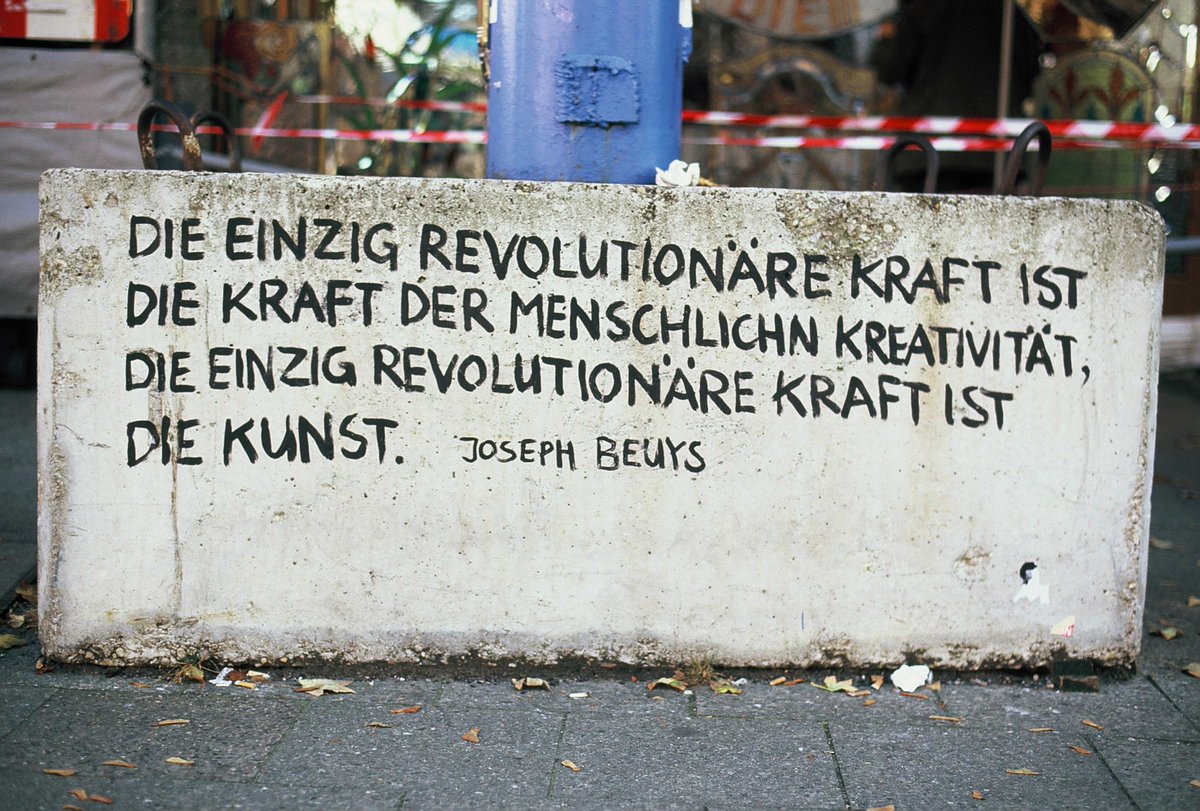 DIE EINZIG REVOLUTIONÄRE KRAFT IST
DIE KRAFT DER MENSCHLICHN KREATIVITÄT,
DIE EINZIG REVOLUTIONÄRE KRAFT IST
DIE KUNST. JOSEPH BEUYS